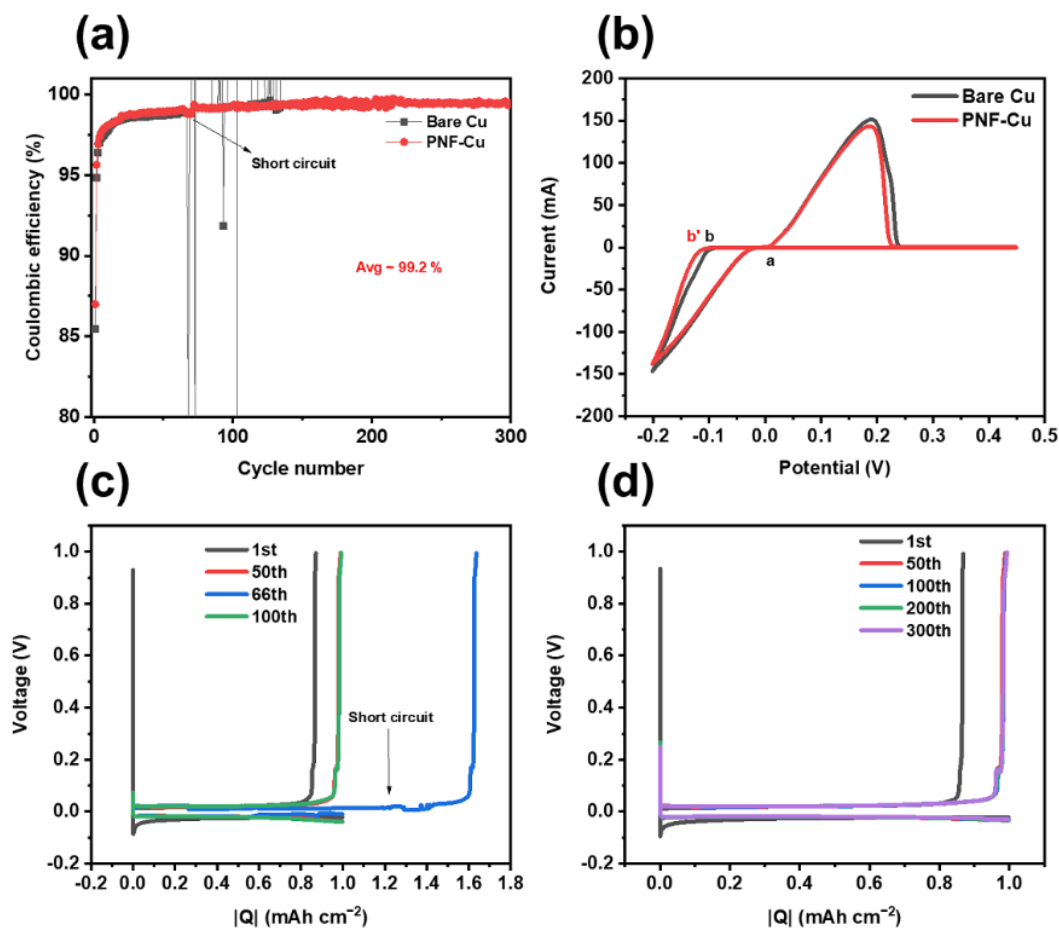 (a)
100
95
90
85
80
Coulombic efficiency (%)
Bare Cu
PNF-Cu
Short circuit
Avg ~ 99.2 %
0
100
200
300
Cycle number
(b)
200
150
100
50
0
-50
-100
-150
-200
Current (mA)
Bare Cu
PNF-Cu
b' b
a
-0.2
-0.1
0.0
0.1
0.2
0.3
0.4
0.5
Potential (V)
(c)
1.0
0.8
0.6
0.4
0.2
0.0
-0.2
Voltage (V)
1st
50th
66th
100th
Short circuit
-0.2
0.0
0.2
0.4
0.6
0.8
1.0
1.2
1.4
1.6
1.8
|Q| (mAh cm⁻²)
(d)
1.0
0.8
0.6
0.4
0.2
0.0
-0.2
Voltage (V)
1st
50th
100th
200th
300th
0.0
0.2
0.4
0.6
0.8
1.0
|Q| (mAh cm⁻²)